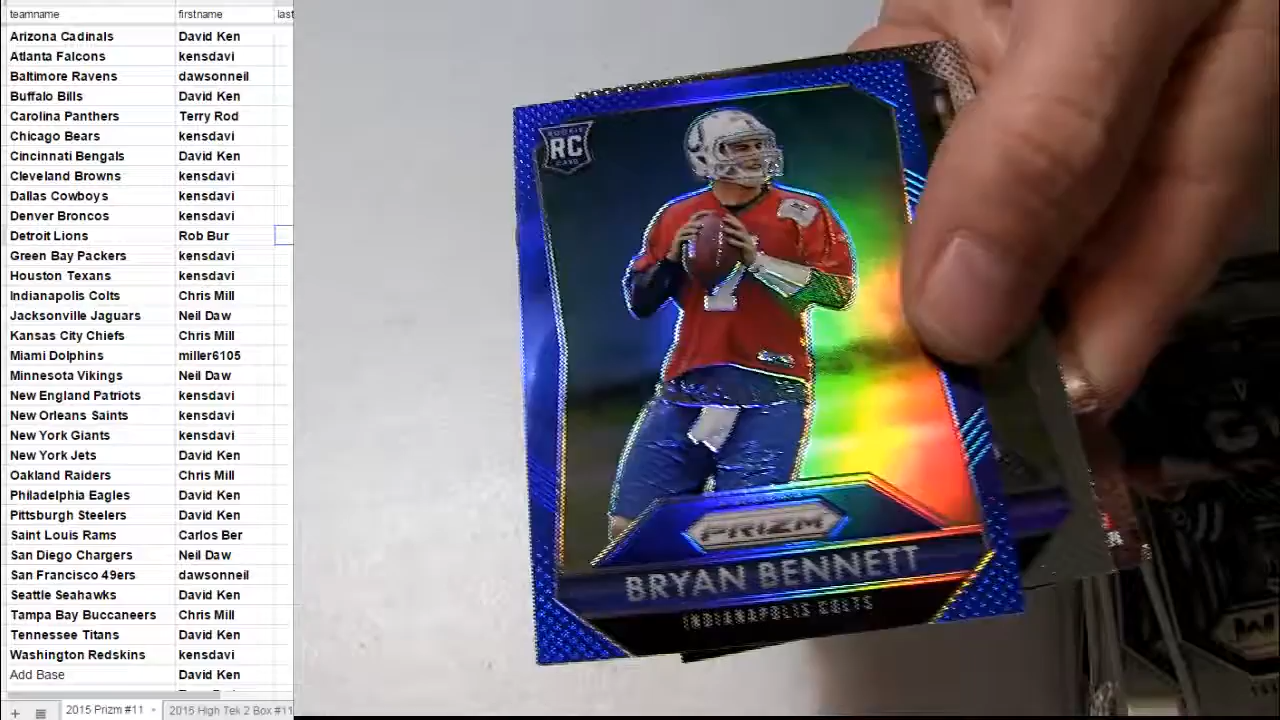 teamname firstname last
Arizona Cadinals David Ken
Atlanta Falcons kensdavi
Baltimore Ravens dawsonneil
Buffalo Bills David Ken
Carolina Panthers Terry Rod
Chicago Bears kensdavi
Cincinnati Bengals David Ken
Cleveland Browns kensdavi
Dallas Cowboys kensdavi
Denver Broncos kensdavi
Detroit Lions Rob Bur
Green Bay Packers kensdavi
Houston Texans kensdavi
Indianapolis Colts Chris Mill
Jacksonville Jaguars Neil Daw
Kansas City Chiefs Chris Mill
Miami Dolphins miller6105
Minnesota Vikings Neil Daw
New England Patriots kensdavi
New Orleans Saints kensdavi
New York Giants kensdavi
New York Jets David Ken
Oakland Raiders Chris Mill
Philadelphia Eagles David Ken
Pittsburgh Steelers David Ken
Saint Louis Rams Carlos Ber
San Diego Chargers Neil Daw
San Francisco 49ers dawsonneil
Seattle Seahawks David Ken
Tampa Bay Buccaneers Chris Mill
Tennessee Titans David Ken
Washington Redskins kensdavi
Add Base David Ken
2015 Prizm #11 2015 High Tek 2 Box #11
ROOKIE
RC
CARD
7
PRIZM
BRYAN BENNETT
INDIANAPOLIS COLTS